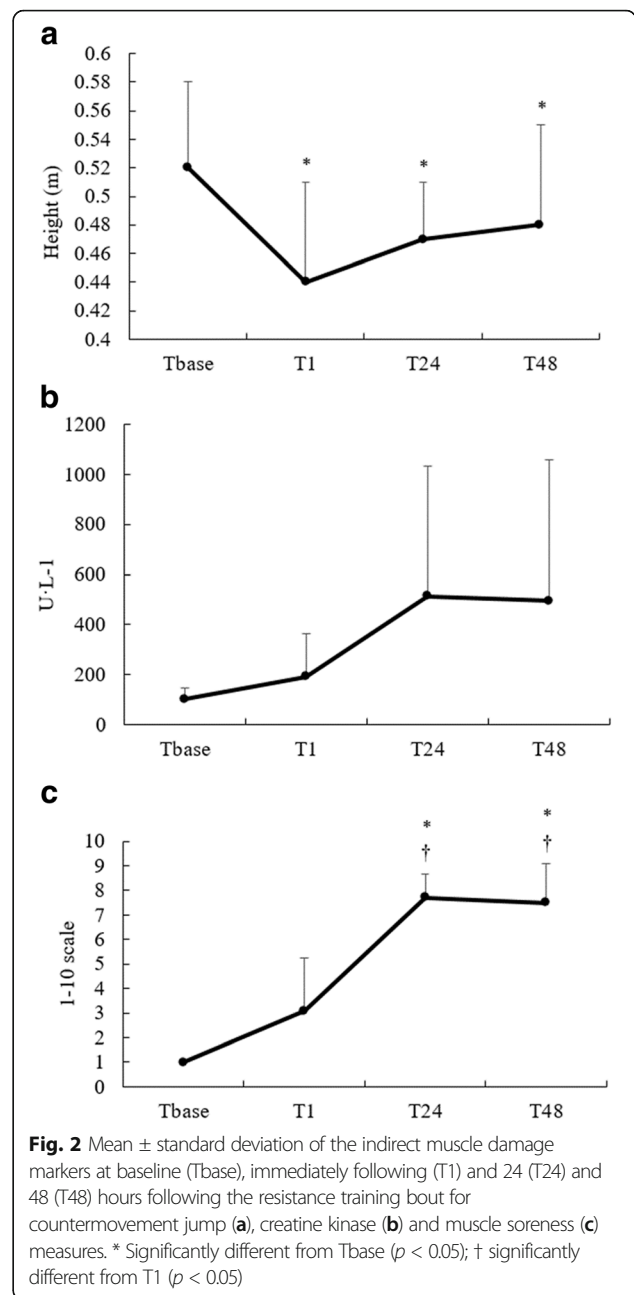 a
0.6
0.58
0.56
0.54
0.52
0.5
0.48
0.46
0.44
0.42
0.4
Height (m)
* * *
Tbase T1 T24 T48
b
1200
1000
800
600
400
200
0
U·L-1
Tbase T1 T24 T48
c
10
9
8
7
6
5
4
3
2
1
0
1-10 scale
* *
† †
Tbase T1 T24 T48
Fig. 2 Mean ± standard deviation of the indirect muscle damage
markers at baseline (Tbase), immediately following (T1) and 24 (T24) and
48 (T48) hours following the resistance training bout for
countermovement jump (a), creatine kinase (b) and muscle soreness (c)
measures. * Significantly different from Tbase (p < 0.05); † significantly
different from T1 (p < 0.05)